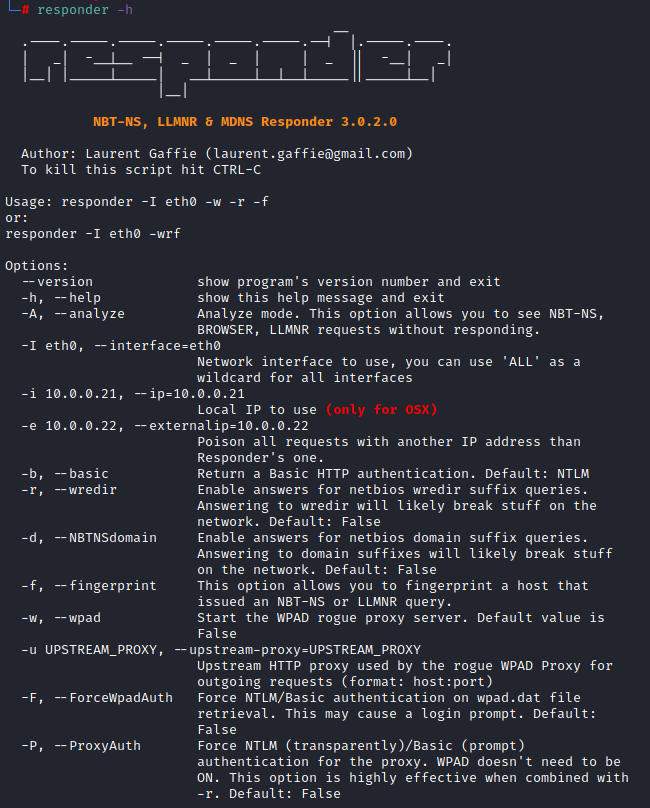 # responder -h
NBT-NS, LLMNR & MDNS Responder 3.0.2.0
Author: Laurent Gaffie (laurent.gaffie@gmail.com)
To kill this script hit CTRL-C
Usage: responder -I eth0 -w -r -f
or:
responder -I eth0 -wrf
Options:
--version show program's version number and exit
-h, --help show this help message and exit
-A, --analyze Analyze mode. This option allows you to see NBT-NS,
BROWSER, LLMNR requests without responding.
-I eth0, --interface=eth0
Network interface to use, you can use 'ALL' as a
wildcard for all interfaces
-i 10.0.0.21, --ip=10.0.0.21
Local IP to use (only for OSX)
-e 10.0.0.22, --externalip=10.0.0.22
Poison all requests with another IP address than
Responder's one.
-b, --basic Return a Basic HTTP authentication. Default: NTLM
-r, --wredir Enable answers for netbios wredir suffix queries.
Answering to wredir will likely break stuff on the
network. Default: False
-d, --NBTNSdomain Enable answers for netbios domain suffix queries.
Answering to domain suffixes will likely break stuff
on the network. Default: False
-f, --fingerprint This option allows you to fingerprint a host that
issued an NBT-NS or LLMNR query.
-w, --wpad Start the WPAD rogue proxy server. Default value is
False
-u UPSTREAM_PROXY, --upstream-proxy=UPSTREAM_PROXY
Upstream HTTP proxy used by the rogue WPAD Proxy for
outgoing requests (format: host:port)
-F, --ForceWpadAuth Force NTLM/Basic authentication on wpad.dat file
retrieval. This may cause a login prompt. Default:
False
-P, --ProxyAuth Force NTLM (transparently)/Basic (prompt)
authentication for the proxy. WPAD doesn't need to be
ON. This option is highly effective when combined with
-r. Default: False